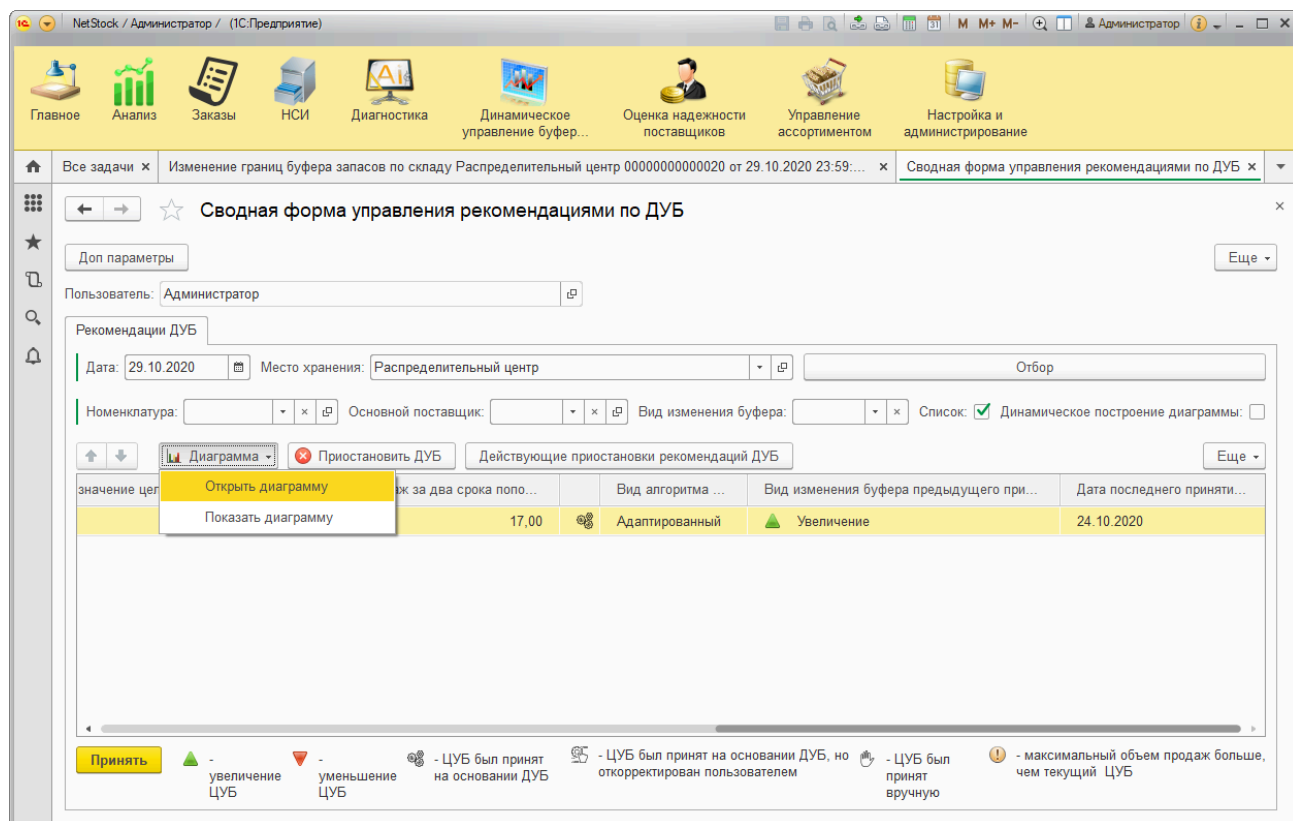 NetStock / Администратор / (1С:Предприятие)
M M+ M- Администратор
Главное
Анализ
Заказы
НСИ
Диагностика
Динамическое
управление буфер...
Оценка надежности
поставщиков
Управление
ассортиментом
Настройка и
администрирование
Все задачи × Изменение границ буфера запасов по складу Распределительный центр 00000000000020 от 29.10.2020 23:59:... × Сводная форма управления рекомендациями по ДУБ ×
Сводная форма управления рекомендациями по ДУБ
Доп параметры Еще
Пользователь: Администратор
Рекомендации ДУБ
Дата: 29.10.2020 Место хранения: Распределительный центр Отбор
Номенклатура: Основной поставщик: Вид изменения буфера: Список: Динамическое построение диаграммы:
Диаграмма Приостановить ДУБ Действующие приостановки рекомендаций ДУБ Еще
Открыть диаграмму
Показать диаграмму
значение цел аж за два срока попо... Вид алгоритма ... Вид изменения буфера предыдущего при... Дата последнего приняти...
17,00 Адаптированный Увеличение 24.10.2020
Принять
- увеличение ЦУБ
- уменьшение ЦУБ
- ЦУБ был принят
на основании ДУБ
- ЦУБ был принят на основании ДУБ, но
откорректирован пользователем
- ЦУБ был
принят
вручную
- максимальный объем продаж больше,
чем текущий ЦУБ